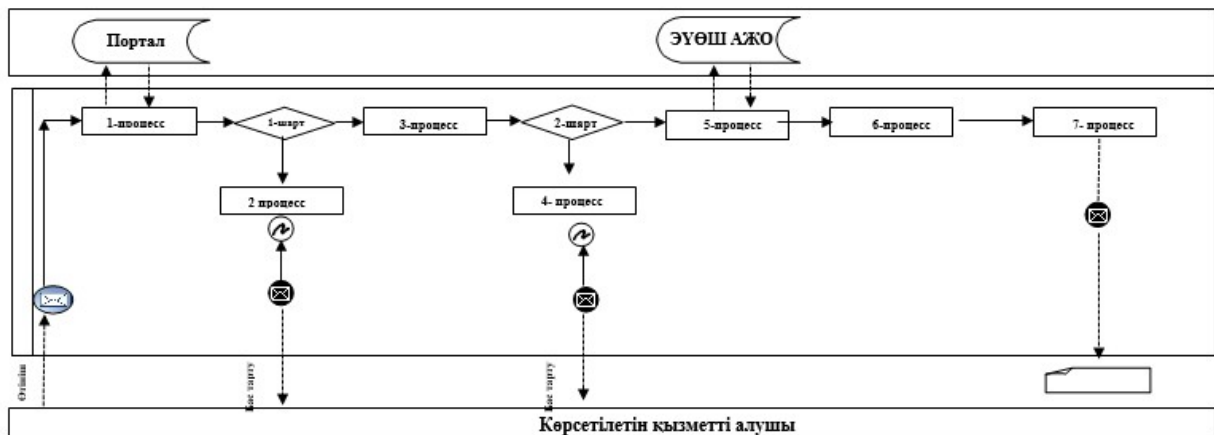 Портал
ЭҮӨШ АЖО
1-процесс
1-шарт
3-процесс
2-шарт
5-процесс
6-процесс
7- процесс
2 процесс
4- процесс
Өтініш
Бас тарту
Бас тарту
Көрсетілетін қызметті алушы